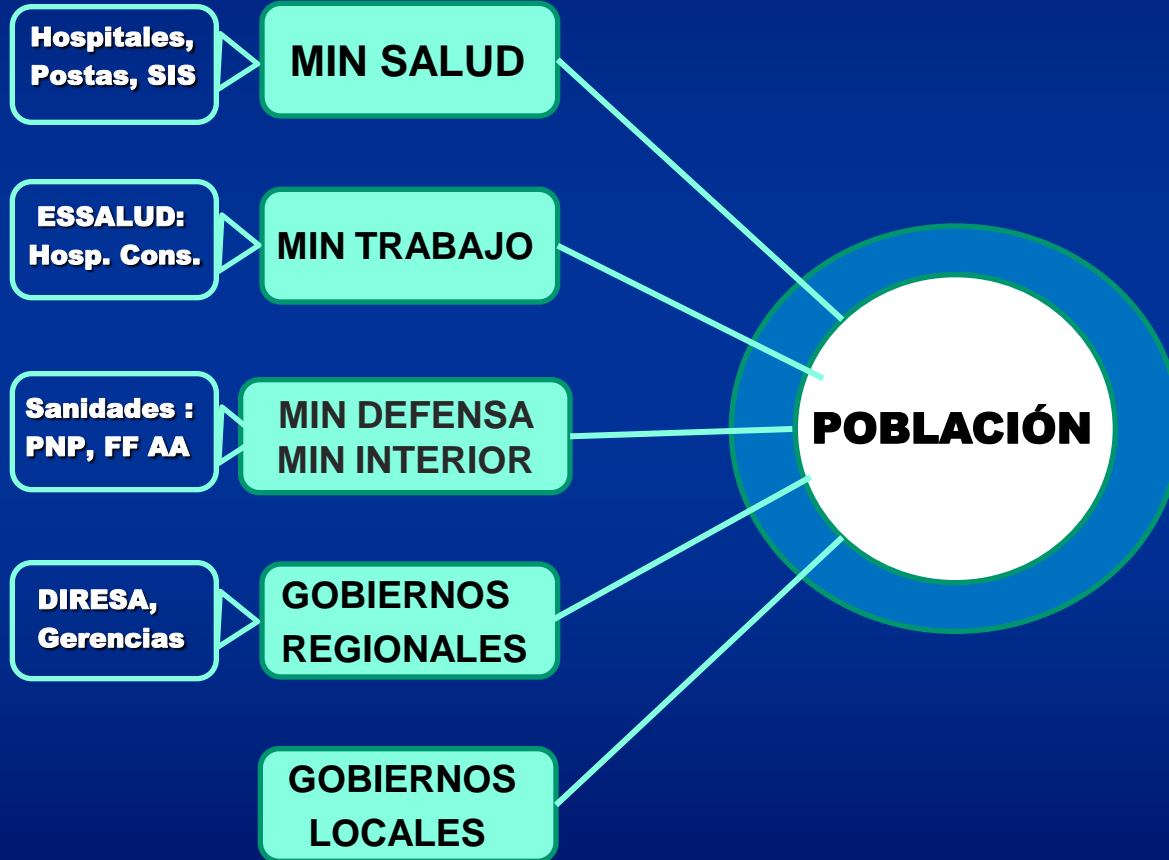 Hospitales,
Postas, SIS
MIN SALUD
ESSALUD:
Hosp. Cons.
MIN TRABAJO
Sanidades :
PNP, FF AA
MIN DEFENSA
MIN INTERIOR
POBLACIÓN
DIRESA,
Gerencias
GOBIERNOS
REGIONALES
GOBIERNOS
LOCALES